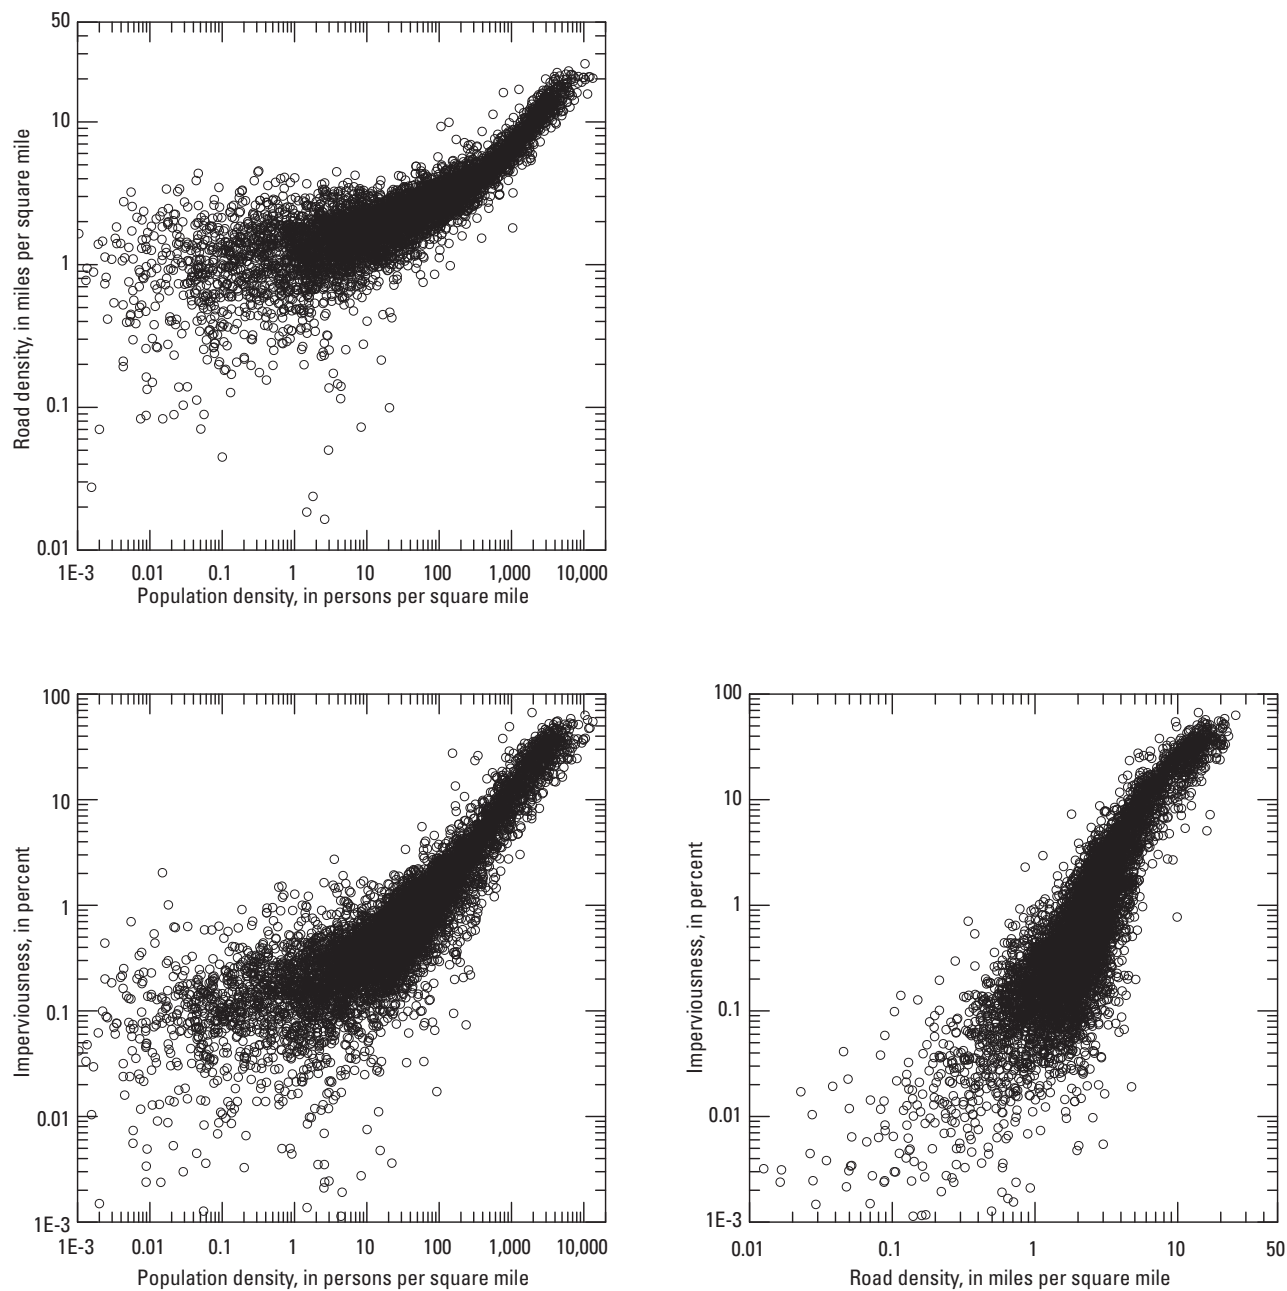 50
10
1
0.1
0.01
Road density, in miles per square mile
1E-3 0.01 0.1 1 10 100 1,000 10,000
Population density, in persons per square mile
100
10
1
0.1
0.01
1E-3
Imperviousness, in percent
1E-3 0.01 0.1 1 10 100 1,000 10,000
Population density, in persons per square mile
100
10
1
0.1
0.01
1E-3
Imperviousness, in percent
0.01 0.1 1 10 50
Road density, in miles per square mile